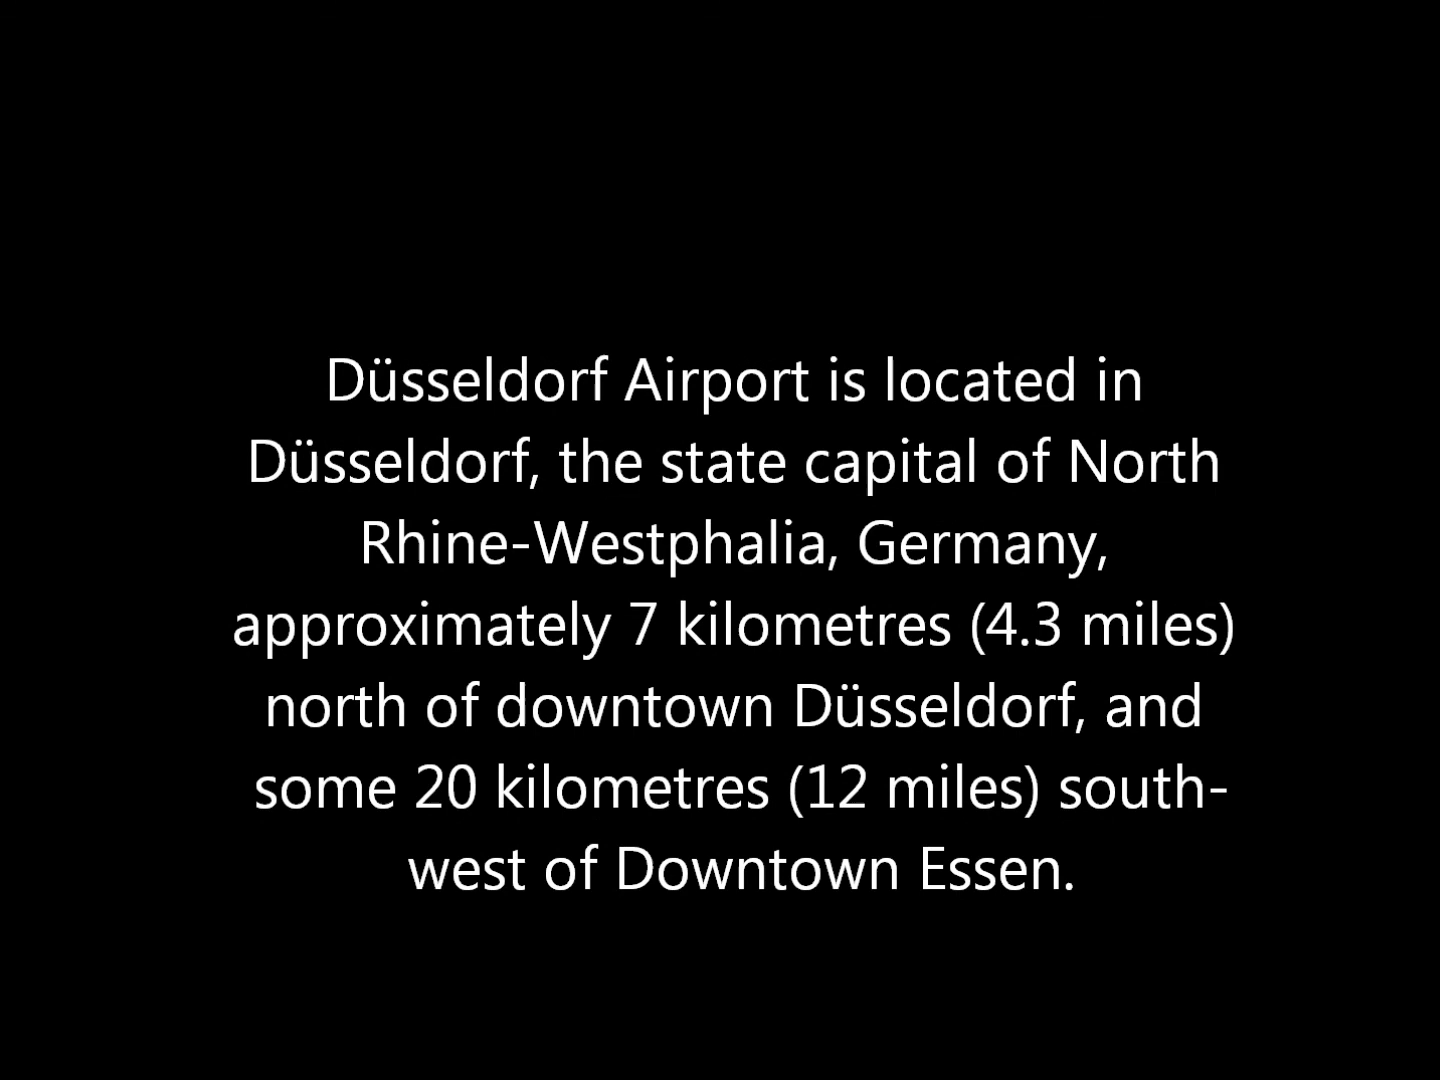 Düsseldorf Airport is located in
Düsseldorf, the state capital of North
Rhine-Westphalia, Germany,
approximately 7 kilometres (4.3 miles)
north of downtown Düsseldorf, and
some 20 kilometres (12 miles) south-
west of Downtown Essen.